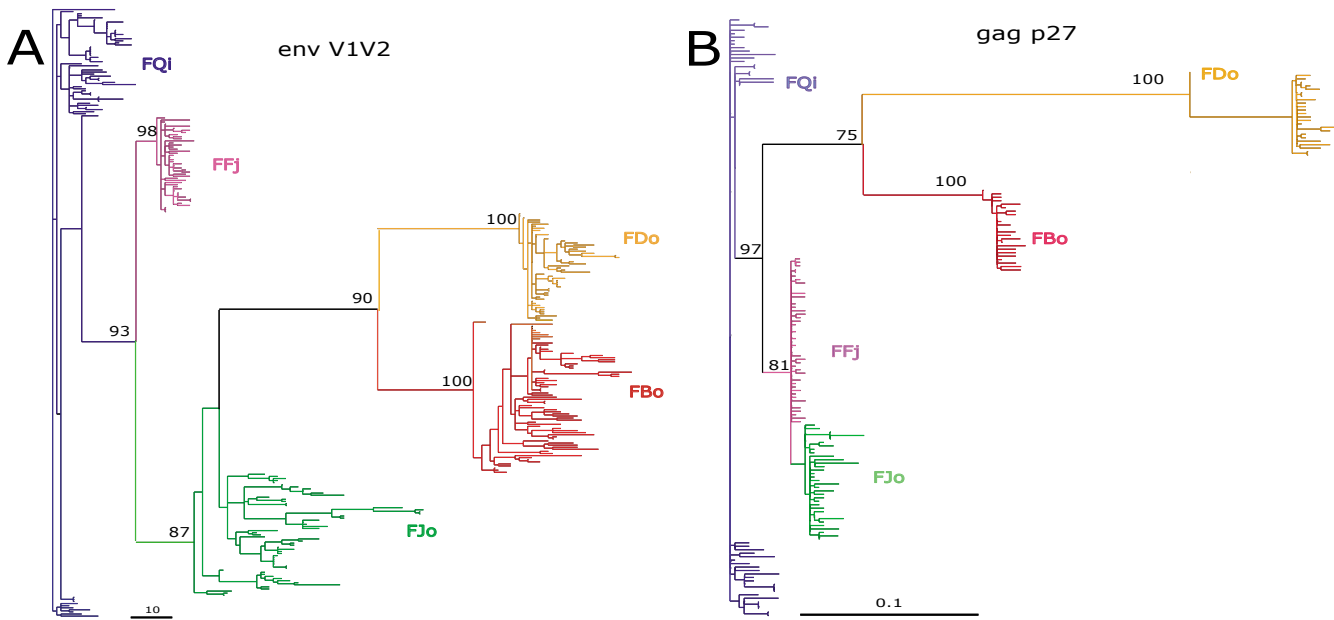 A
env V1V2
FQi
98
FFj
100
FDo
90
93
100
FBo
87
FJo
10
B
gag p27
FQi
100
FDo
75
100
FBo
97
FFj
81
FJo
0.1